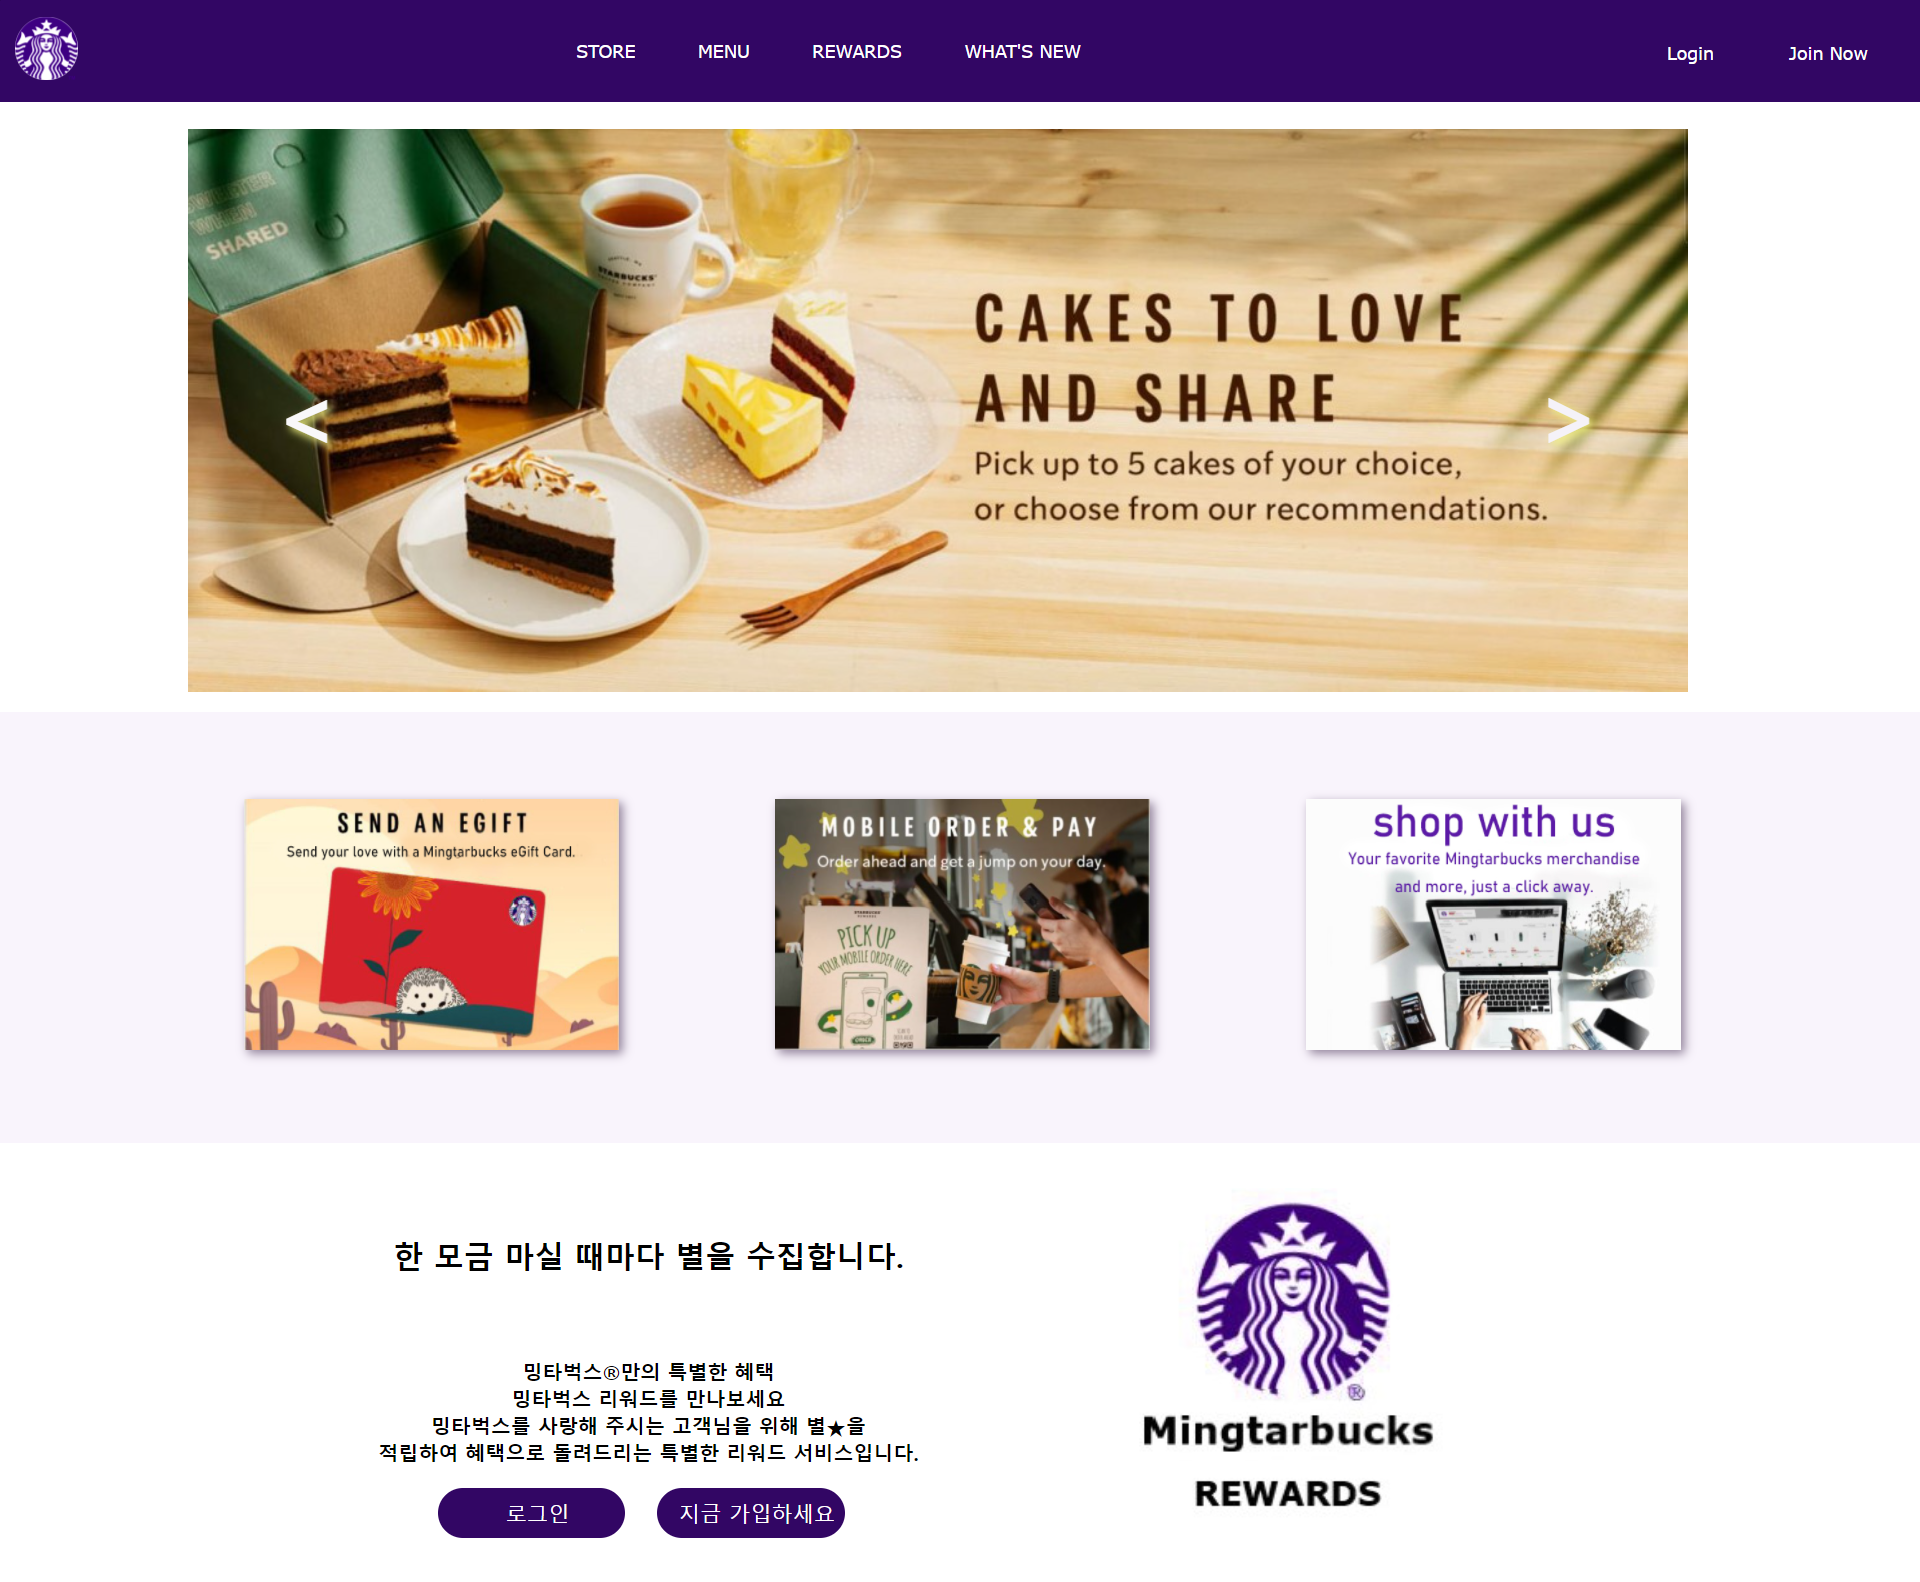 STORE
MENU
REWARDS
WHAT'S NEW
Login
Join Now
SWEETER
WHEN
SHARED
STARBUCKS
CAKES TO LOVE
AND SHARE
Pick up to 5 cakes of your choice,
or choose from our recommendations.
<
>
SEND AN EGIFT
Send your love with a Mingtarbucks eGift Card.
MOBILE ORDER & PAY
Order ahead and get a jump on your day.
PICK UP
YOUR MOBILE ORDER HERE
shop with us
Your favorite Mingtarbucks merchandise
and more, just a click away.
한 모금 마실 때마다 별을 수집합니다.
밍타벅스®만의 특별한 혜택
밍타벅스 리워드를 만나보세요
밍타벅스를 사랑해 주시는 고객님을 위해 별★을
적립하여 혜택으로 돌려드리는 특별한 리워드 서비스입니다.
로그인
지금 가입하세요
®
Mingtarbucks
REWARDS